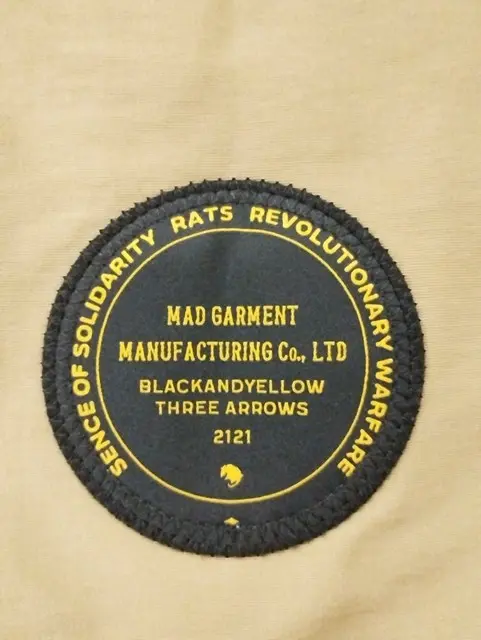 SENCE OF SOLIDARITY RATS REVOLUTIONARY WARFARE
MAD GARMENT
MANUFACTURING Co., LTD
BLACKANDYELLOW
THREE ARROWS
2121